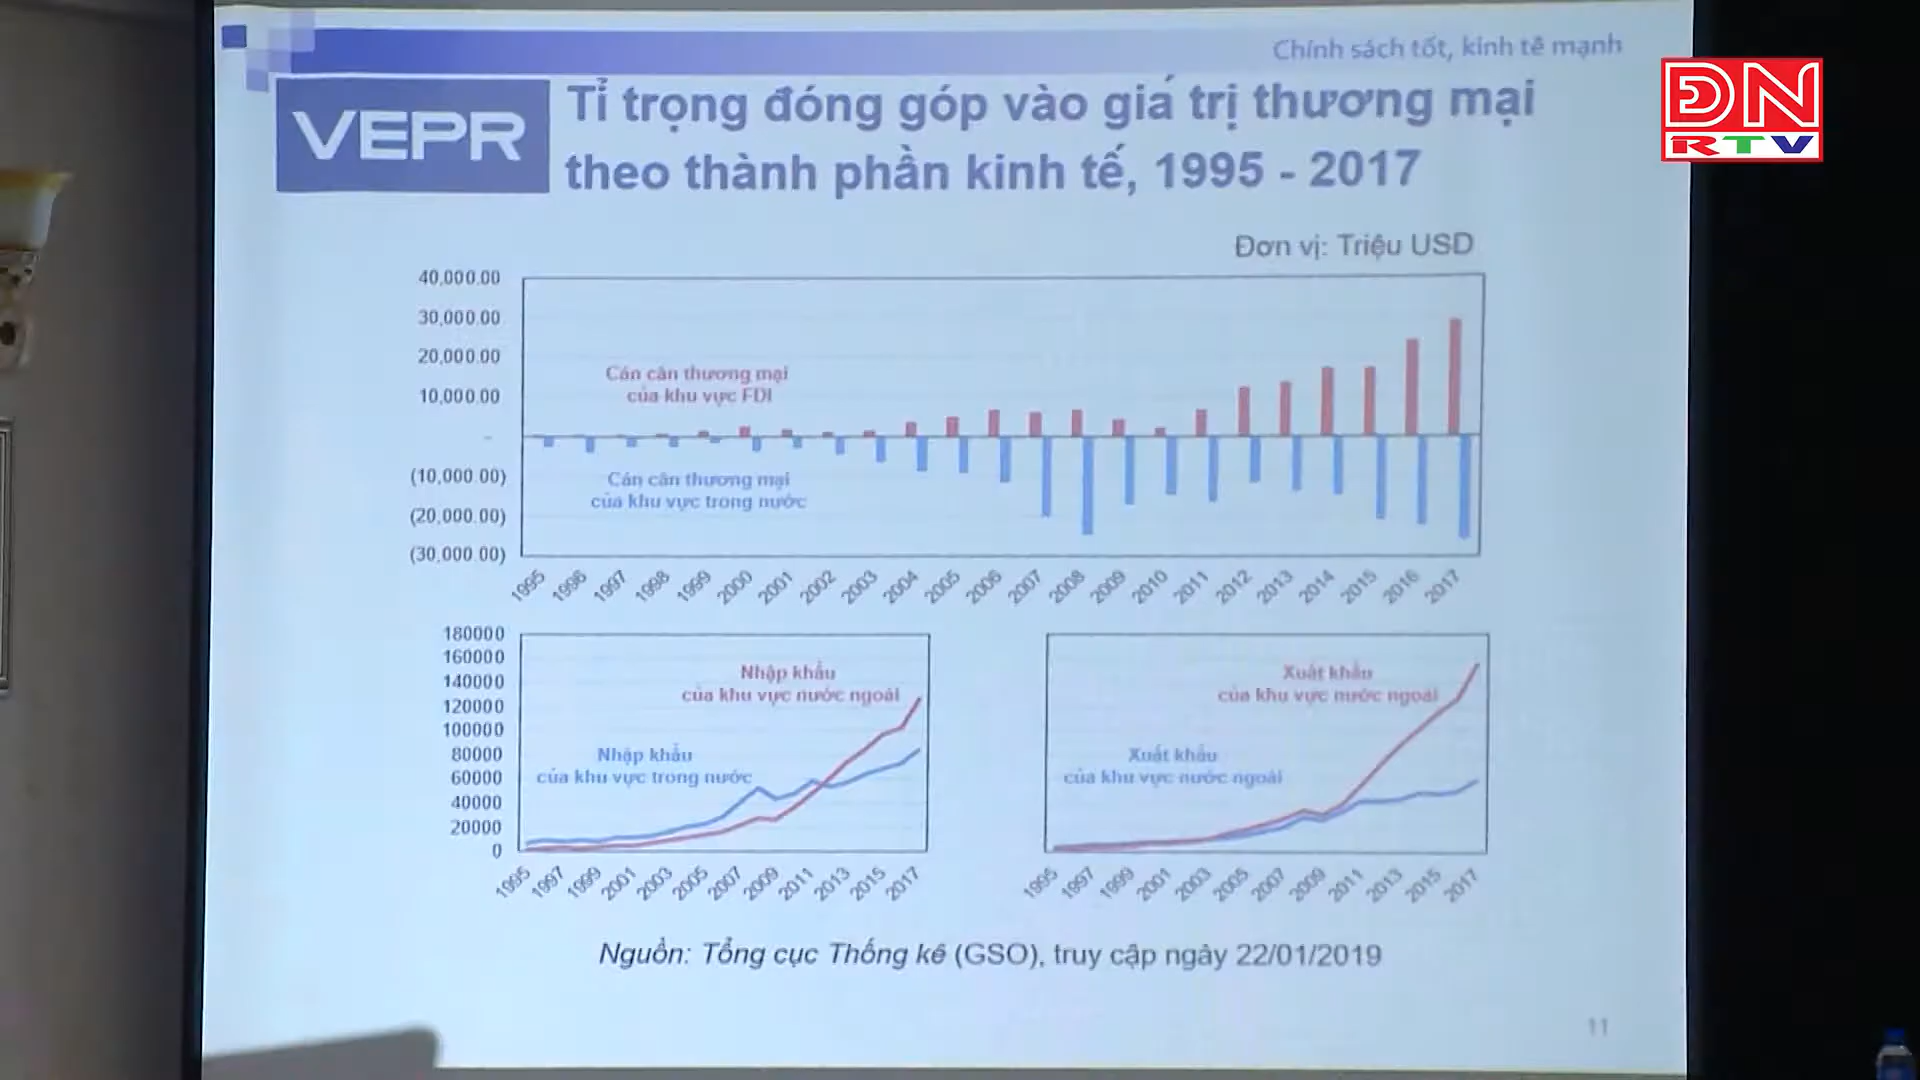 Chính sách tốt, kinh tế mạnh
ĐN
RTV
VEPR
Tỉ trọng đóng góp vào giá trị thương mại
theo thành phần kinh tế, 1995 - 2017
Đơn vị: Triệu USD
40,000.00
30,000.00
20,000.00
10,000.00
-
(10,000.00)
(20,000.00)
(30,000.00)
Cán cân thương mại
của khu vực FDI
Cán cân thương mại
của khu vực trong nước
1995 1996 1997 1998 1999 2000 2001 2002 2003 2004 2005 2006 2007 2008 2009 2010 2011 2012 2013 2014 2015 2016 2017
180000
160000
140000
120000
100000
80000
60000
40000
20000
0
Nhập khẩu
của khu vực nước ngoài
Nhập khẩu
của khu vực trong nước
1995 1997 1999 2001 2003 2005 2007 2009 2011 2013 2015 2017
Xuất khẩu
của khu vực nước ngoài
Xuất khẩu
của khu vực nước ngoài
1995 1997 1999 2001 2003 2005 2007 2009 2011 2013 2015 2017
Nguồn: Tổng cục Thống kê (GSO), truy cập ngày 22/01/2019
11